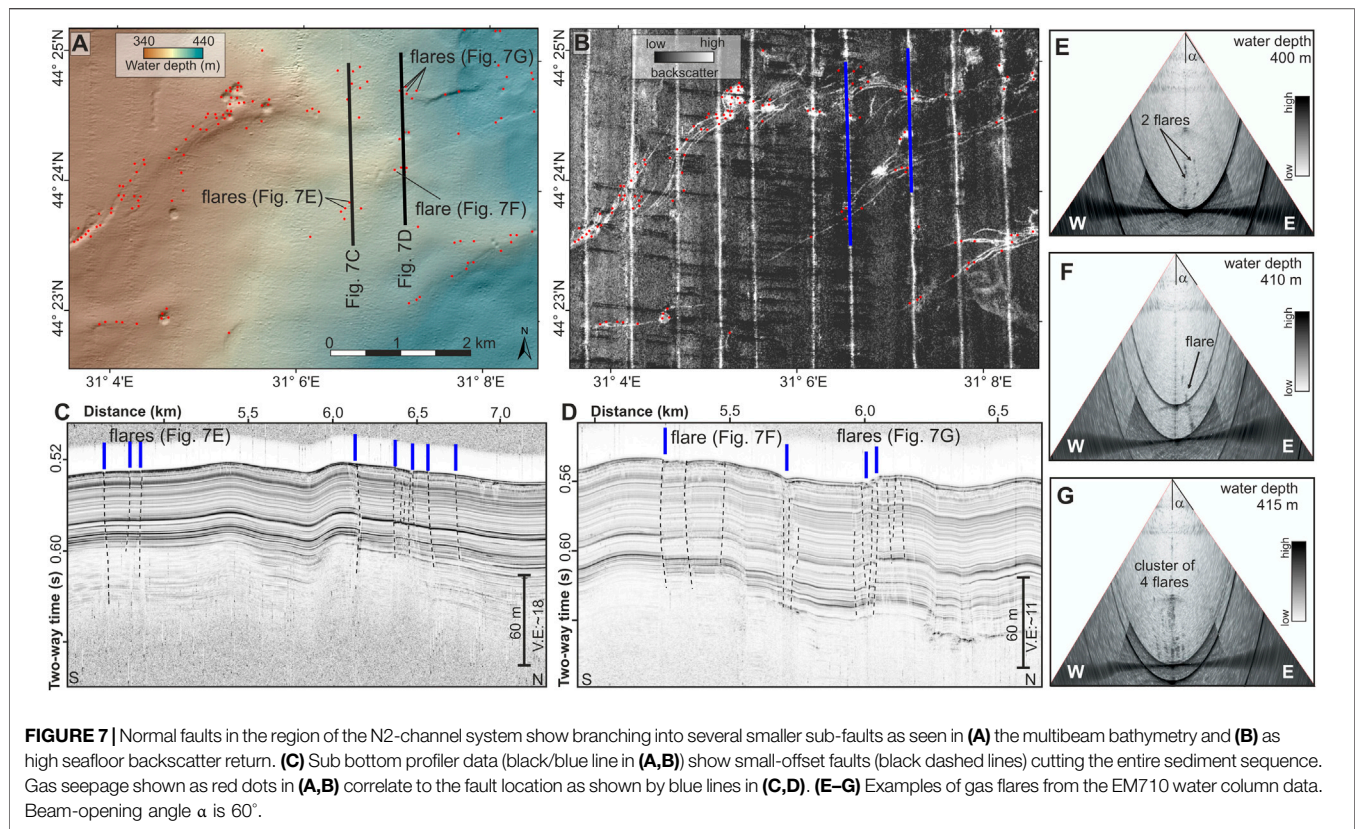 A
340 440
Water depth (m)
flares (Fig. 7G)
flares (Fig. 7E)
flare (Fig. 7F)
Fig. 7C
Fig. 7D
0 1 2 km
N
44° 25'N
44° 24'N
44° 23'N
31° 4'E
31° 6'E
31° 8'E
B
low high
backscatter
44° 25'N
44° 24'N
44° 23'N
31° 4'E
31° 6'E
31° 8'E
C
Distance (km)
5.5 6.0 6.5 7.0
flares (Fig. 7E)
0.52
0.60
Two-way time (s)
60 m
V.E:~18
S N
D
Distance (km)
5.5 6.0 6.5
flare (Fig. 7F)
flares (Fig. 7G)
0.56
0.60
Two-way time (s)
60 m
V.E:~11
S N
E
water depth
400 m
α
2 flares
high
low
W E
F
water depth
410 m
α
flare
high
low
W E
G
water depth
415 m
α
cluster of
4 flares
high
low
W E
FIGURE 7 | Normal faults in the region of the N2-channel system show branching into several smaller sub-faults as seen in (A) the multibeam bathymetry and (B) as
high seafloor backscatter return. (C) Sub bottom profiler data (black/blue line in (A,B)) show small-offset faults (black dashed lines) cutting the entire sediment sequence.
Gas seepage shown as red dots in (A,B) correlate to the fault location as shown by blue lines in (C,D). (E–G) Examples of gas flares from the EM710 water column data.
Beam-opening angle α is 60°.